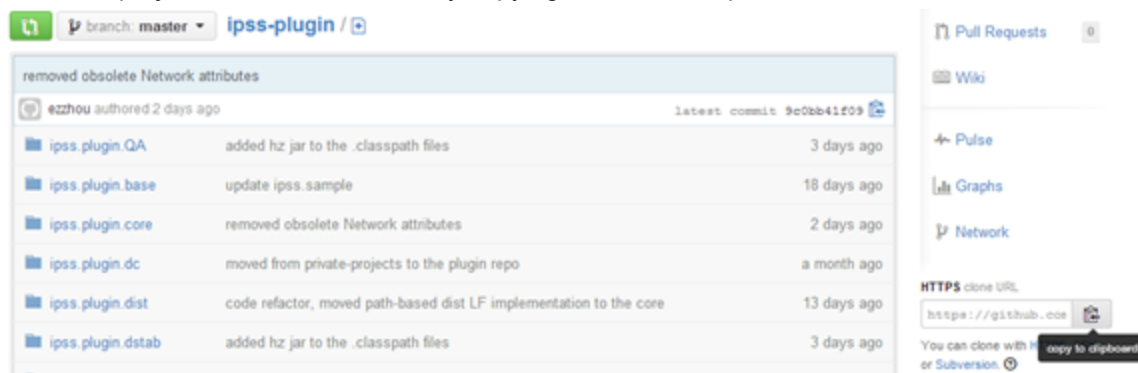 branch: master ipss-plugin /
removed obsolete Network attributes
ezzhou authored 2 days ago
latest commit 9c0bb41f09
ipss.plugin.QA added hz jar to the .classpath files 3 days ago
ipss.plugin.base update ipss.sample 18 days ago
ipss.plugin.core removed obsolete Network attributes 2 days ago
ipss.plugin.dc moved from private-projects to the plugin repo a month ago
ipss.plugin.dist code refactor, moved path-based dist LF implementation to the core 13 days ago
ipss.plugin.dstab added hz jar to the .classpath files 3 days ago
Pull Requests 0
Wiki
Pulse
Graphs
Network
HTTPS clone URL
https://github.com
You can clone with
copy to clipboard
or Subversion.